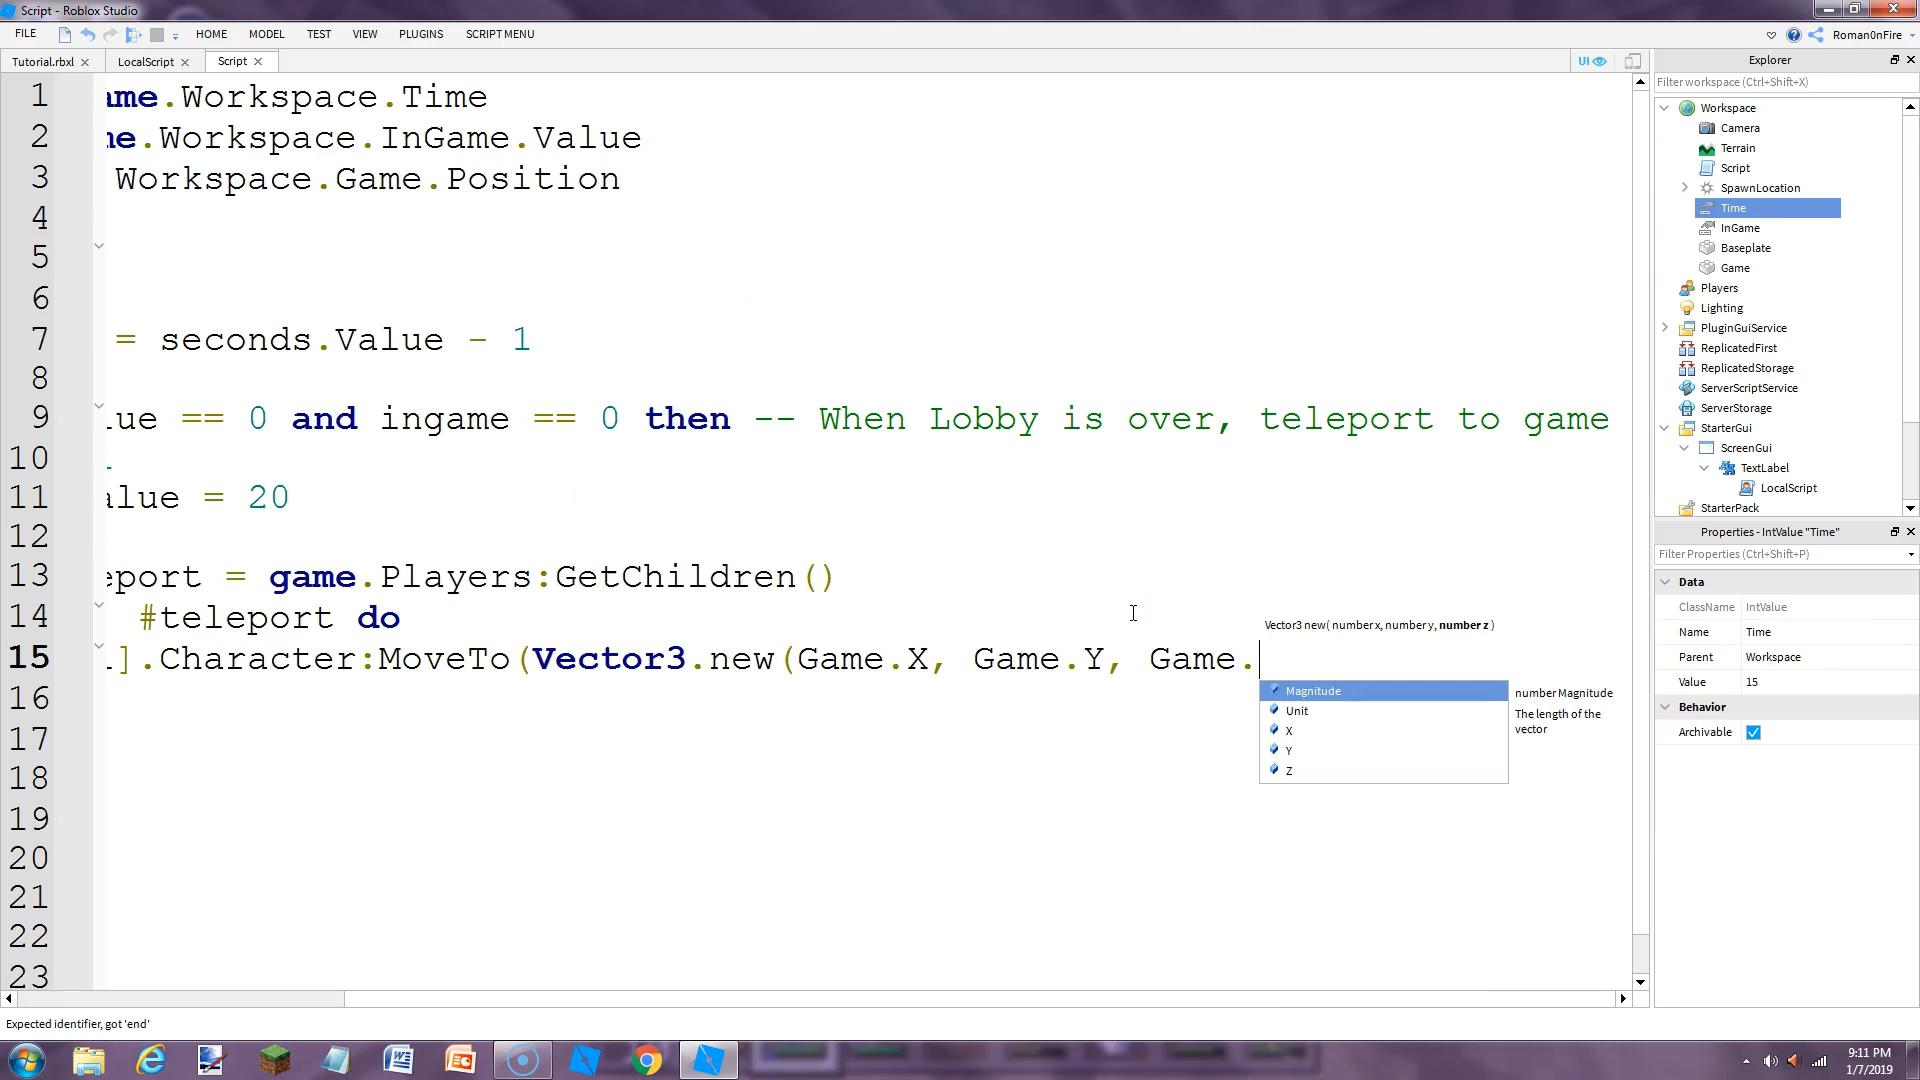 Script - Roblox Studio
FILE HOME MODEL TEST VIEW PLUGINS SCRIPT MENU Roman0nFire
Tutorial.rbxl LocalScript Script UI
1 ame.Workspace.Time
2 ne.Workspace.InGame.Value
3 Workspace.Game.Position
4
5
6
7 = seconds.Value - 1
8
9 lue == 0 and ingame == 0 then -- When Lobby is over, teleport to game
10
11 alue = 20
12
13 eport = game.Players:GetChildren()
14 #teleport do
15 ].Character:MoveTo(Vector3.new(Game.X, Game.Y, Game.
16
17
18
19
20
21
22
23
Vector3 new( number x, number y, number z )
Magnitude
Unit
X
Y
Z
number Magnitude
The length of the
vector
Expected identifier, got 'end'
Explorer
Filter workspace (Ctrl+Shift+X)
Workspace
Camera
Terrain
Script
SpawnLocation
Time
InGame
Baseplate
Game
Players
Lighting
PluginGuiService
ReplicatedFirst
ReplicatedStorage
ServerScriptService
ServerStorage
StarterGui
ScreenGui
TextLabel
LocalScript
StarterPack
Properties - IntValue "Time"
Filter Properties (Ctrl+Shift+P)
Data
ClassName IntValue
Name Time
Parent Workspace
Value 15
Behavior
Archivable
9:11 PM
1/7/2019